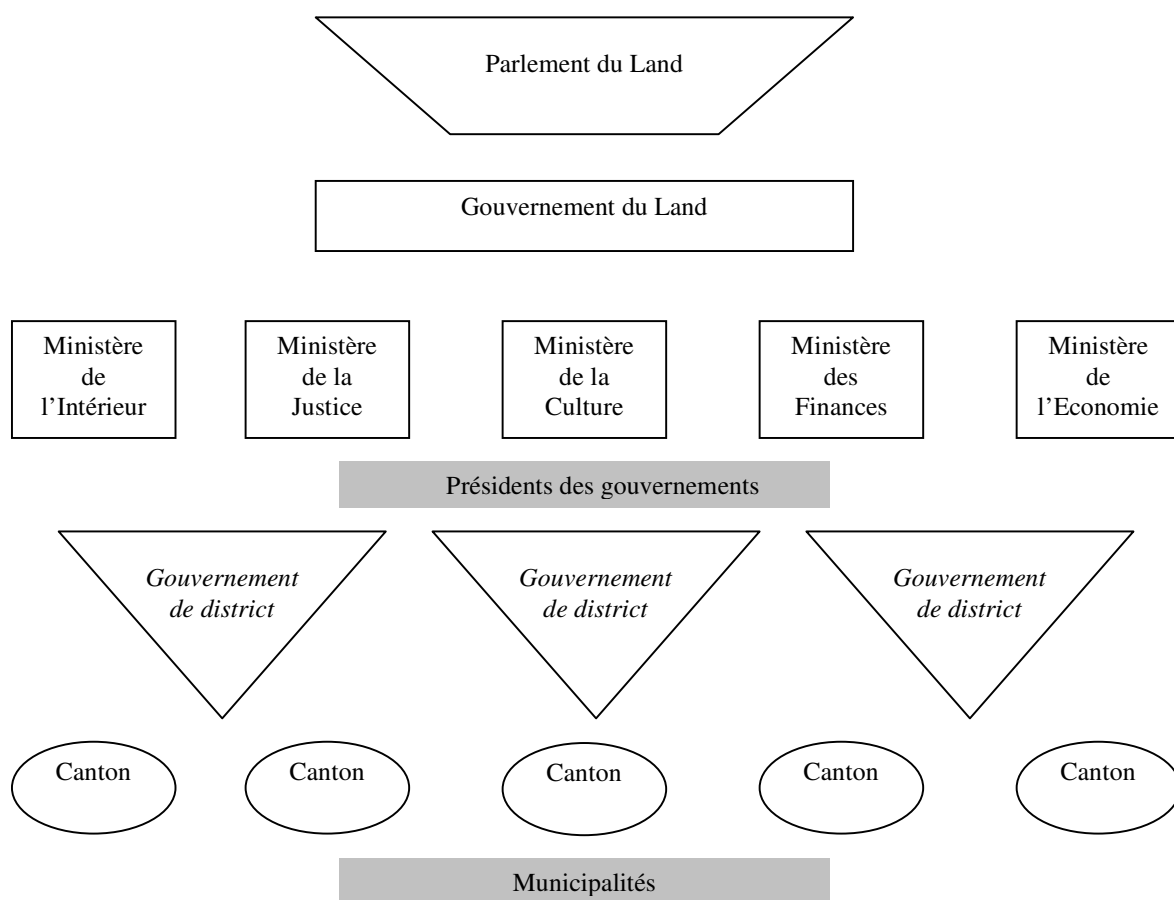 Parlement du Land
Gouvernement du Land
Ministère
de
l’Intérieur
Ministère
de la
Justice
Ministère
de la
Culture
Ministère
des
Finances
Ministère
de
l’Economie
Présidents des gouvernements
Gouvernement
de district
Gouvernement
de district
Gouvernement
de district
Canton
Canton
Canton
Canton
Canton
Municipalités